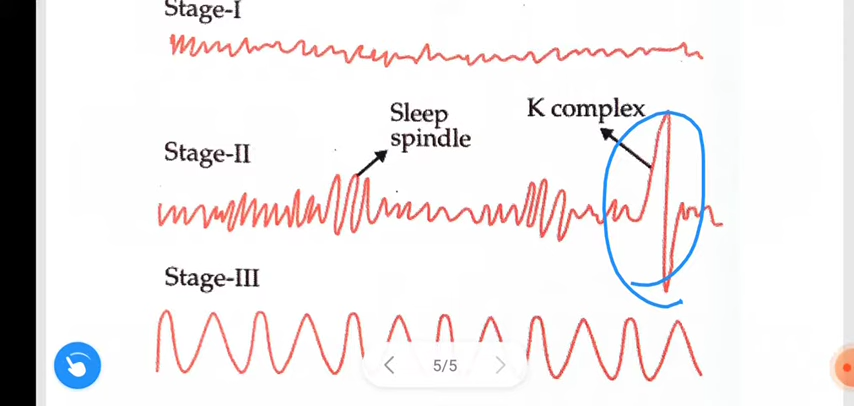 Stage-I
Sleep
spindle
K complex
Stage-II
Stage-III
5/5